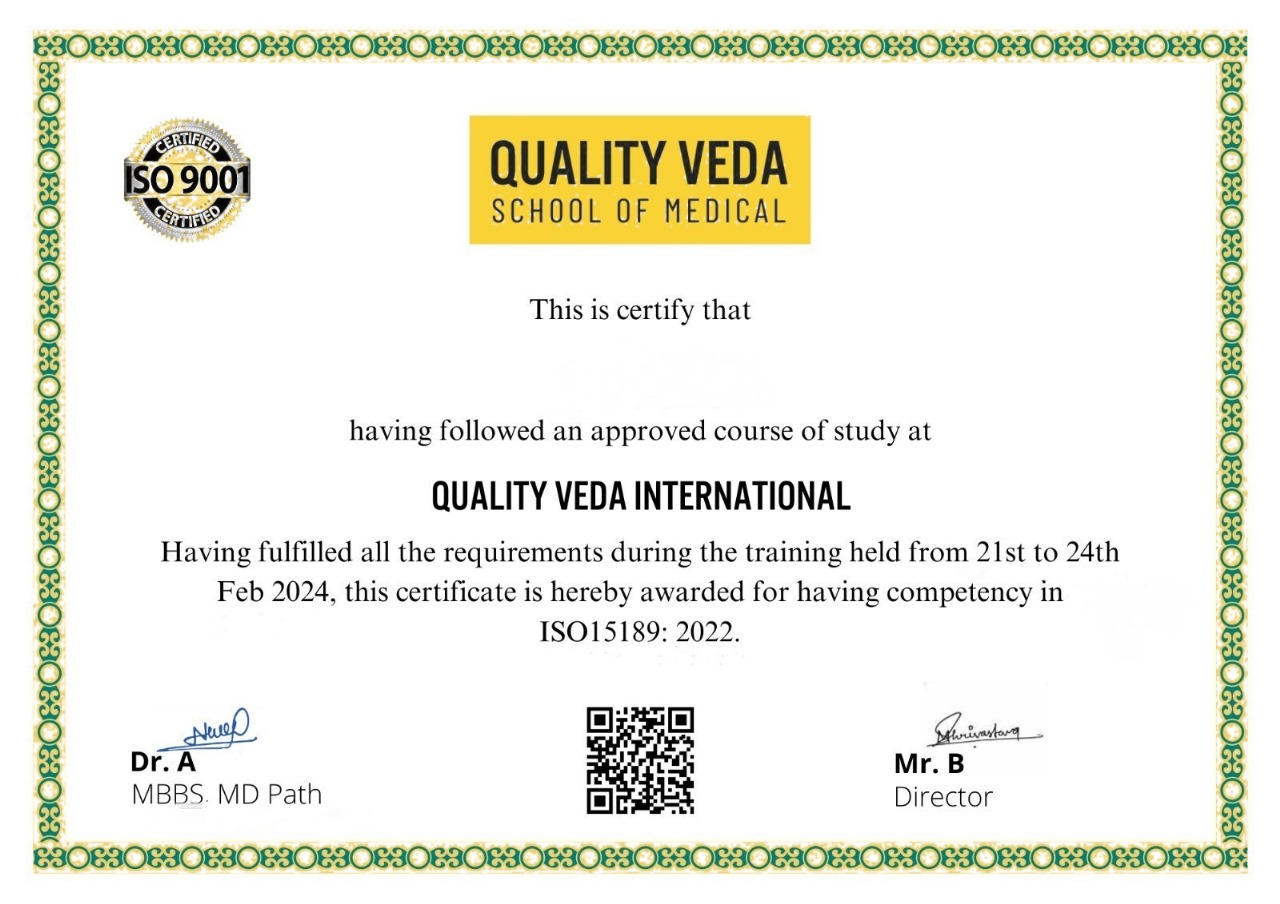 CERTIFIED
ISO 9001
CERTIFIED
QUALITY VEDA
SCHOOL OF MEDICAL
This is certify that
having followed an approved course of study at
QUALITY VEDA INTERNATIONAL
Having fulfilled all the requirements during the training held from 21st to 24th
Feb 2024, this certificate is hereby awarded for having competency in
ISO15189: 2022.
Dr. A
MBBS. MD Path
Mr. B
Director